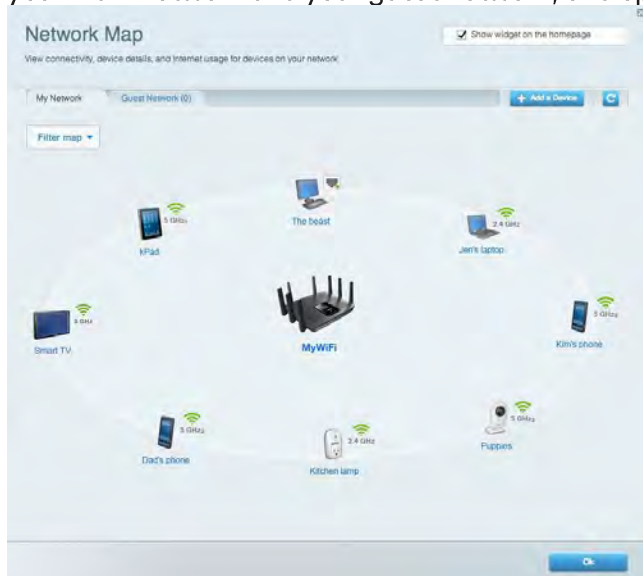 Network Map
Show widget on the homepage
View connectivity, device details, and Internet usage for devices on your network
My Network
Guest Network (0)
+ Add a Device
Filter map
The beast
5 GHz
kPad
2.4 GHz
Jen's laptop
5 GHz
Smart TV
MyWiFi
5 GHz
Kim's phone
5 GHz
Dad's phone
2.4 GHz
Kitchen lamp
5 GHz
Puppies
Ok